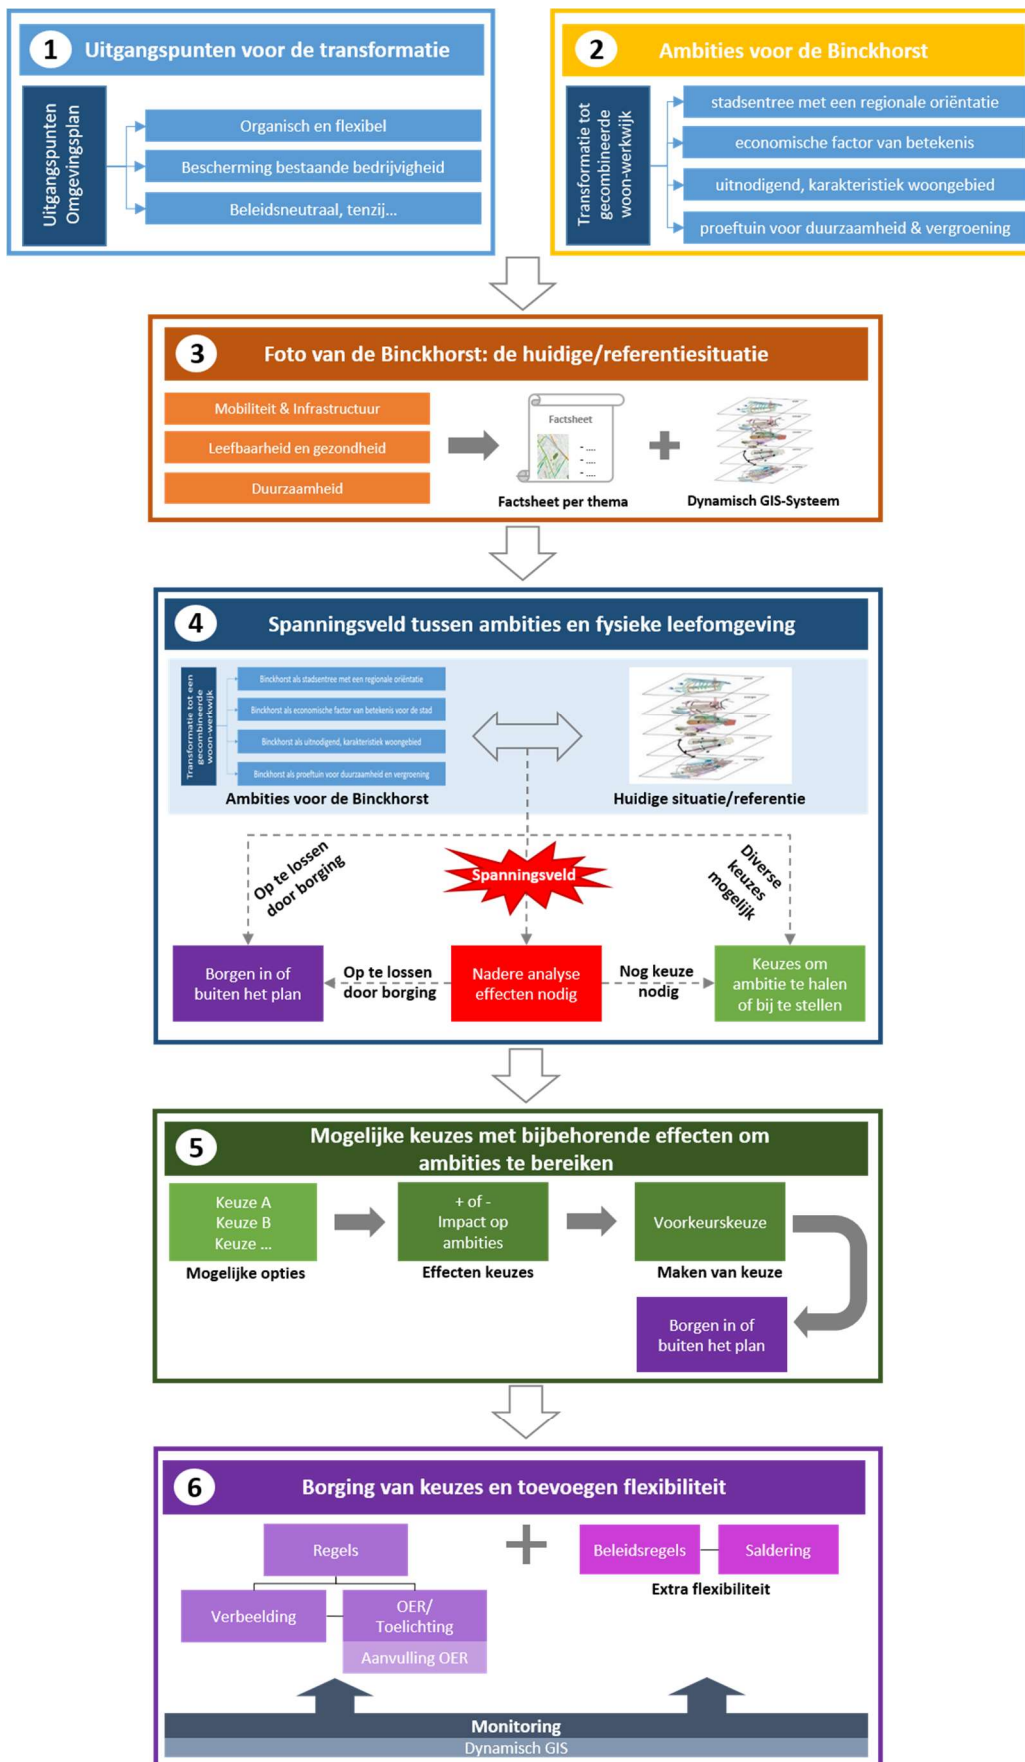 1
Uitgangspunten voor de transformatie
Uitgangspunten
Omgevingsplan
Organisch en flexibel
Bescherming bestaande bedrijvigheid
Beleidsneutraal, tenzij...
2
Ambities voor de Binckhorst
Transformatie tot
gecombineerde
woon-werkwijk
stadsentree met een regionale oriëntatie
economische factor van betekenis
uitnodigend, karakteristiek woongebied
proeftuin voor duurzaamheid & vergroening
3
Foto van de Binckhorst: de huidige/referentiesituatie
Mobiliteit & Infrastructuur
Leefbaarheid en gezondheid
Duurzaamheid
Factsheet
- ....
- ....
- ....
Factsheet per thema
Dynamisch GIS-Systeem
4
Spanningsveld tussen ambities en fysieke leefomgeving
Transformatie tot een
gecombineerde
woon-werkwijk
Binckhorst als stadsentree met een regionale oriëntatie
Binckhorst als economische factor van betekenis voor de stad
Binckhorst als uitnodigend, karakteristiek woongebied
Binckhorst als proeftuin voor duurzaamheid en vergroening
Ambities voor de Binckhorst
Huidige situatie/referentie
Op te lossen
door borging
Spanningsveld
Diverse
keuzes
mogelijk
Borgen in of
buiten het plan
Op te lossen
door borging
Nadere analyse
effecten nodig
Nog keuze
nodig
Keuzes om
ambitie te halen
of bij te stellen
5
Mogelijke keuzes met bijbehorende effecten om
ambities te bereiken
Keuze A
Keuze B
Keuze ...
Mogelijke opties
+ of -
Impact op
ambities
Effecten keuzes
Voorkeurskeuze
Maken van keuze
Borgen in of
buiten het plan
6
Borging van keuzes en toevoegen flexibiliteit
Regels
Verbeelding
OER/
Toelichting
Aanvulling OER
Beleidsregels
Saldering
Extra flexibiliteit
Monitoring
Dynamisch GIS